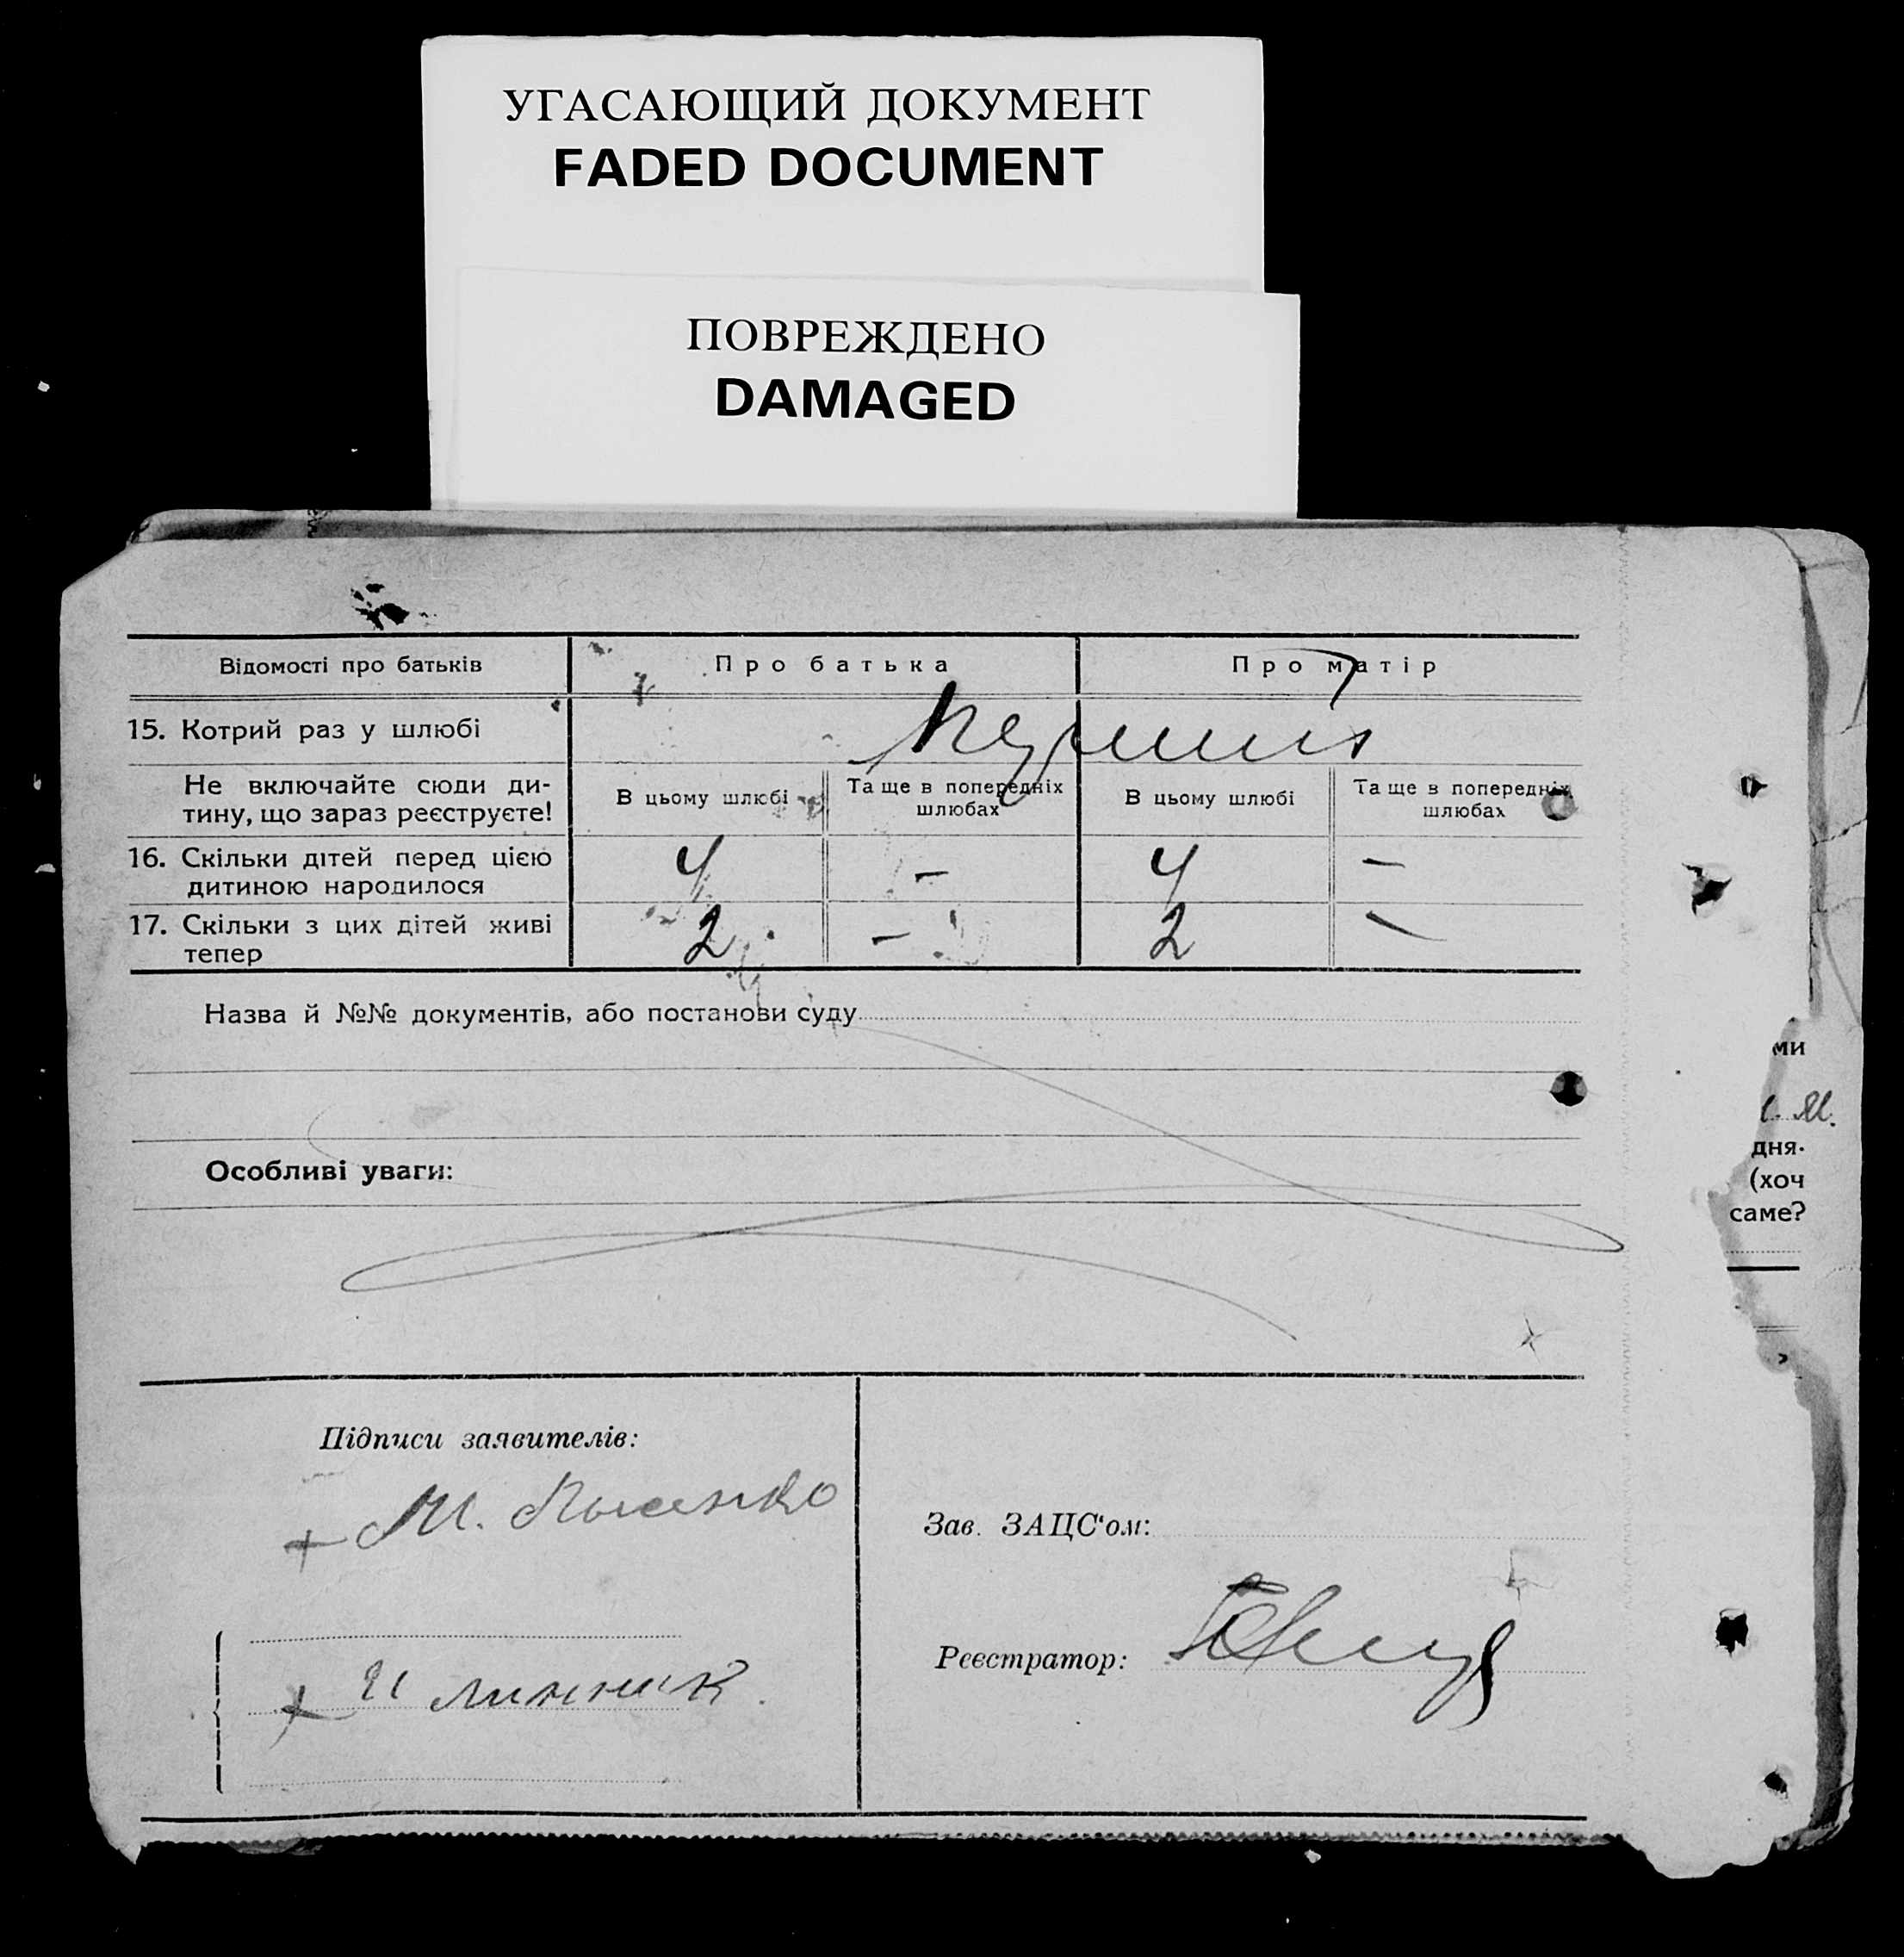 УГАСАЮЩИЙ ДОКУМЕНТ
FADED DOCUMENT
ПОВРЕЖДЕНО
DAMAGED
Відомості про батьків
Про батька
Про матір
15. Котрий раз у шлюбі
Не включайте сюди ди-
тину, що зараз реєструєте!
В цьому шлюбі
Та ще в попередніх
шлюбах
В цьому шлюбі
Та ще в попередніх
шлюбах
16. Скільки дітей перед цією
дитиною народилося
4
-
4
-
17. Скільки з цих дітей живі
тепер
2
-
2
-
Назва й №№ документів, або постанови суду
ми
дня.
(хоч
саме?
Особливі уваги:
Підписи заявителів:
+ М. Лысенко
+ И Линник.
Зав. ЗАЦС'ом:
Реєстратор: